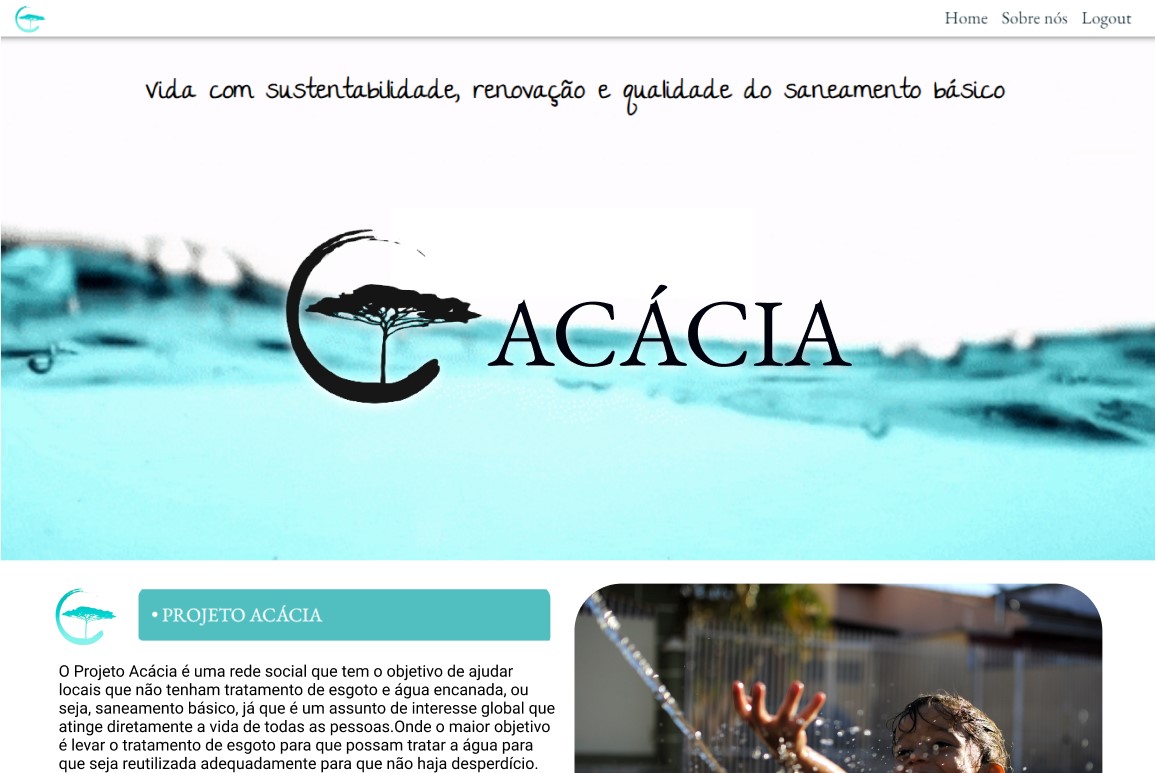 Home Sobre nós Logout
Vida com sustentabilidade, renovação e qualidade do saneamento básico
ACÁCIA
• PROJETO ACÁCIA
O Projeto Acácia é uma rede social que tem o objetivo de ajudar
locais que não tenham tratamento de esgoto e água encanada, ou
seja, saneamento básico, já que é um assunto de interesse global que
atinge diretamente a vida de todas as pessoas.Onde o maior objetivo
é levar o tratamento de esgoto para que possam tratar a água para
que seja reutilizada adequadamente para que não haja desperdício.